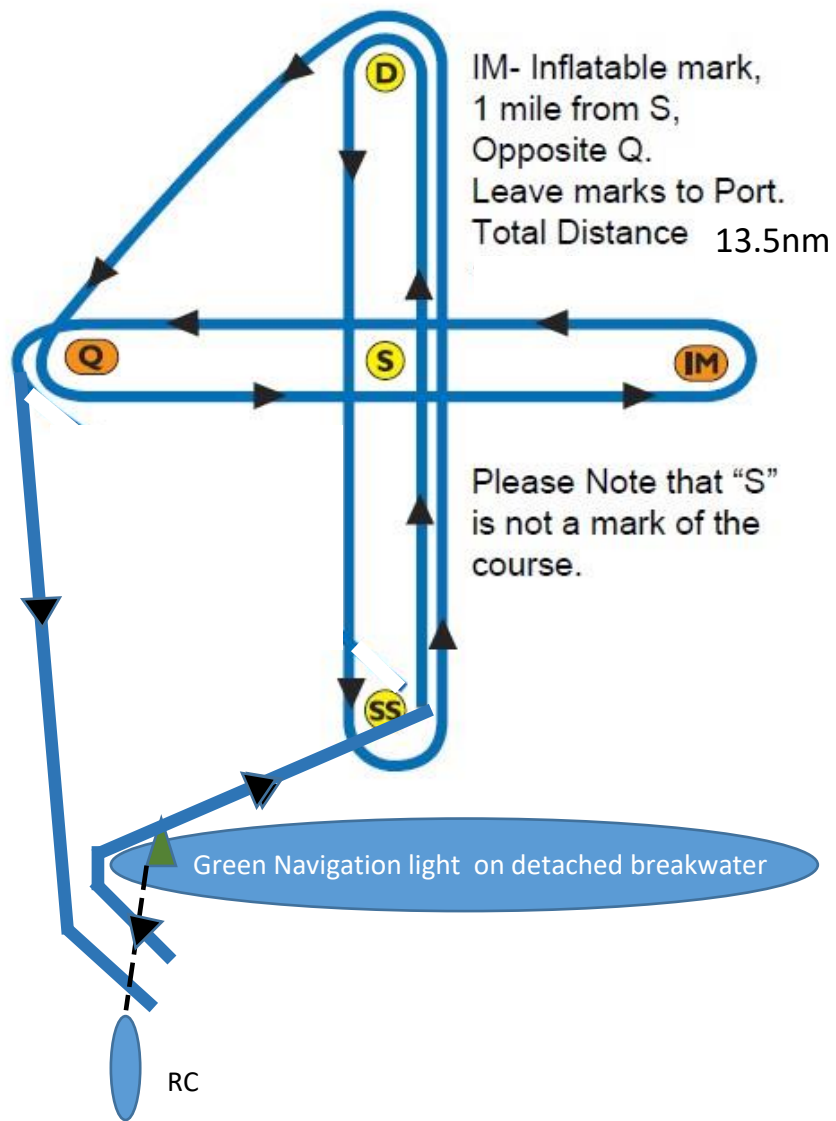 D
IM- Inflatable mark,
1 mile from S,
Opposite Q.
Leave marks to Port.
Total Distance 13.5nm
Q
S
IM
Please Note that “S”
is not a mark of the
course.
SS
Green Navigation light on detached breakwater
RC